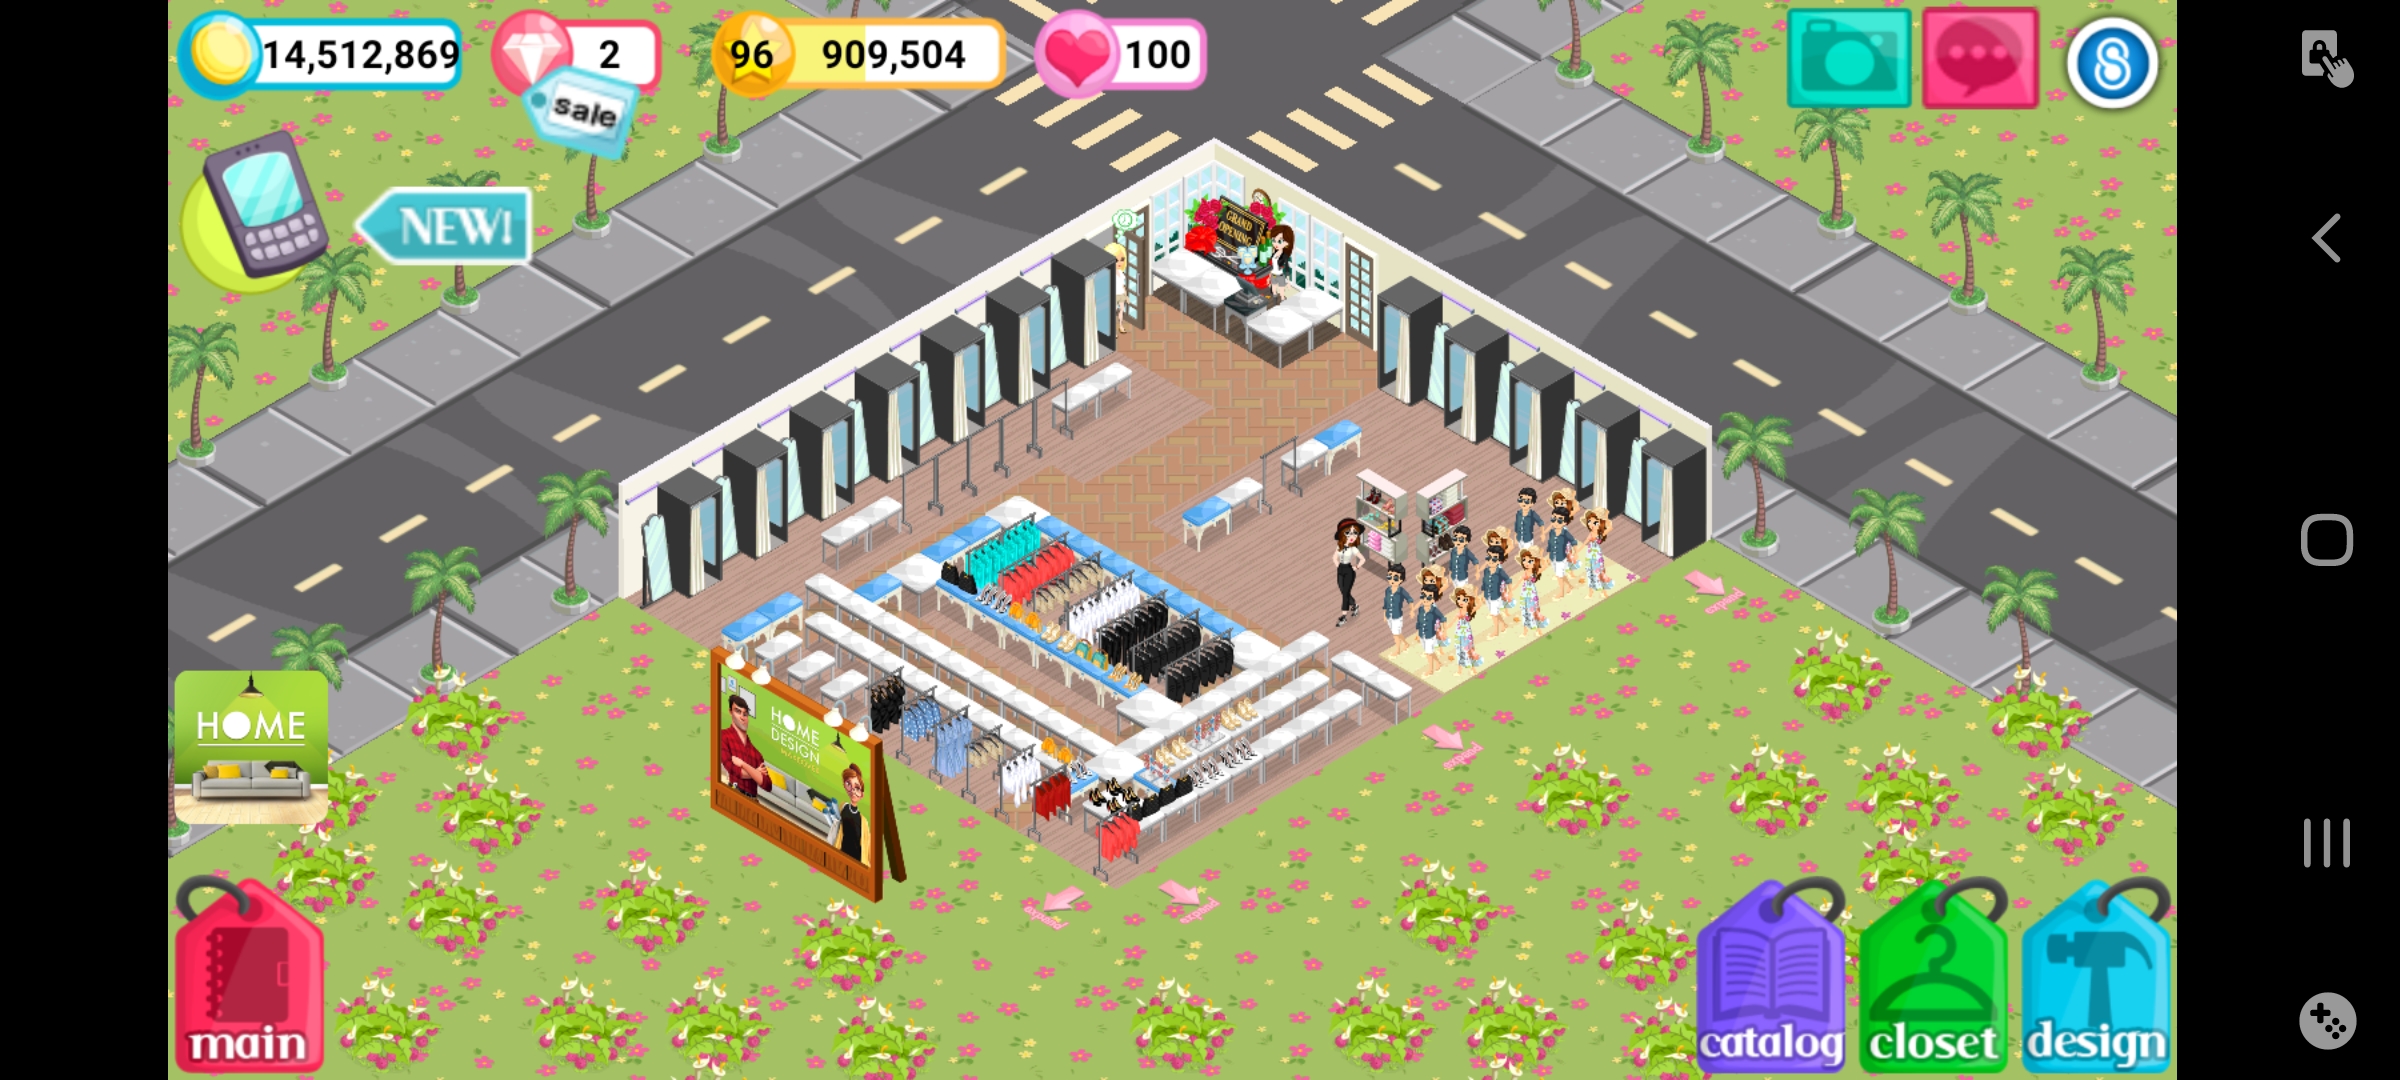 14,512,869
2
96
909,504
100
sale
NEW!
GRAND
OPENING
HOME
HOME
DESIGN
expand
expand
expand
expand
main
catalog
closet
design